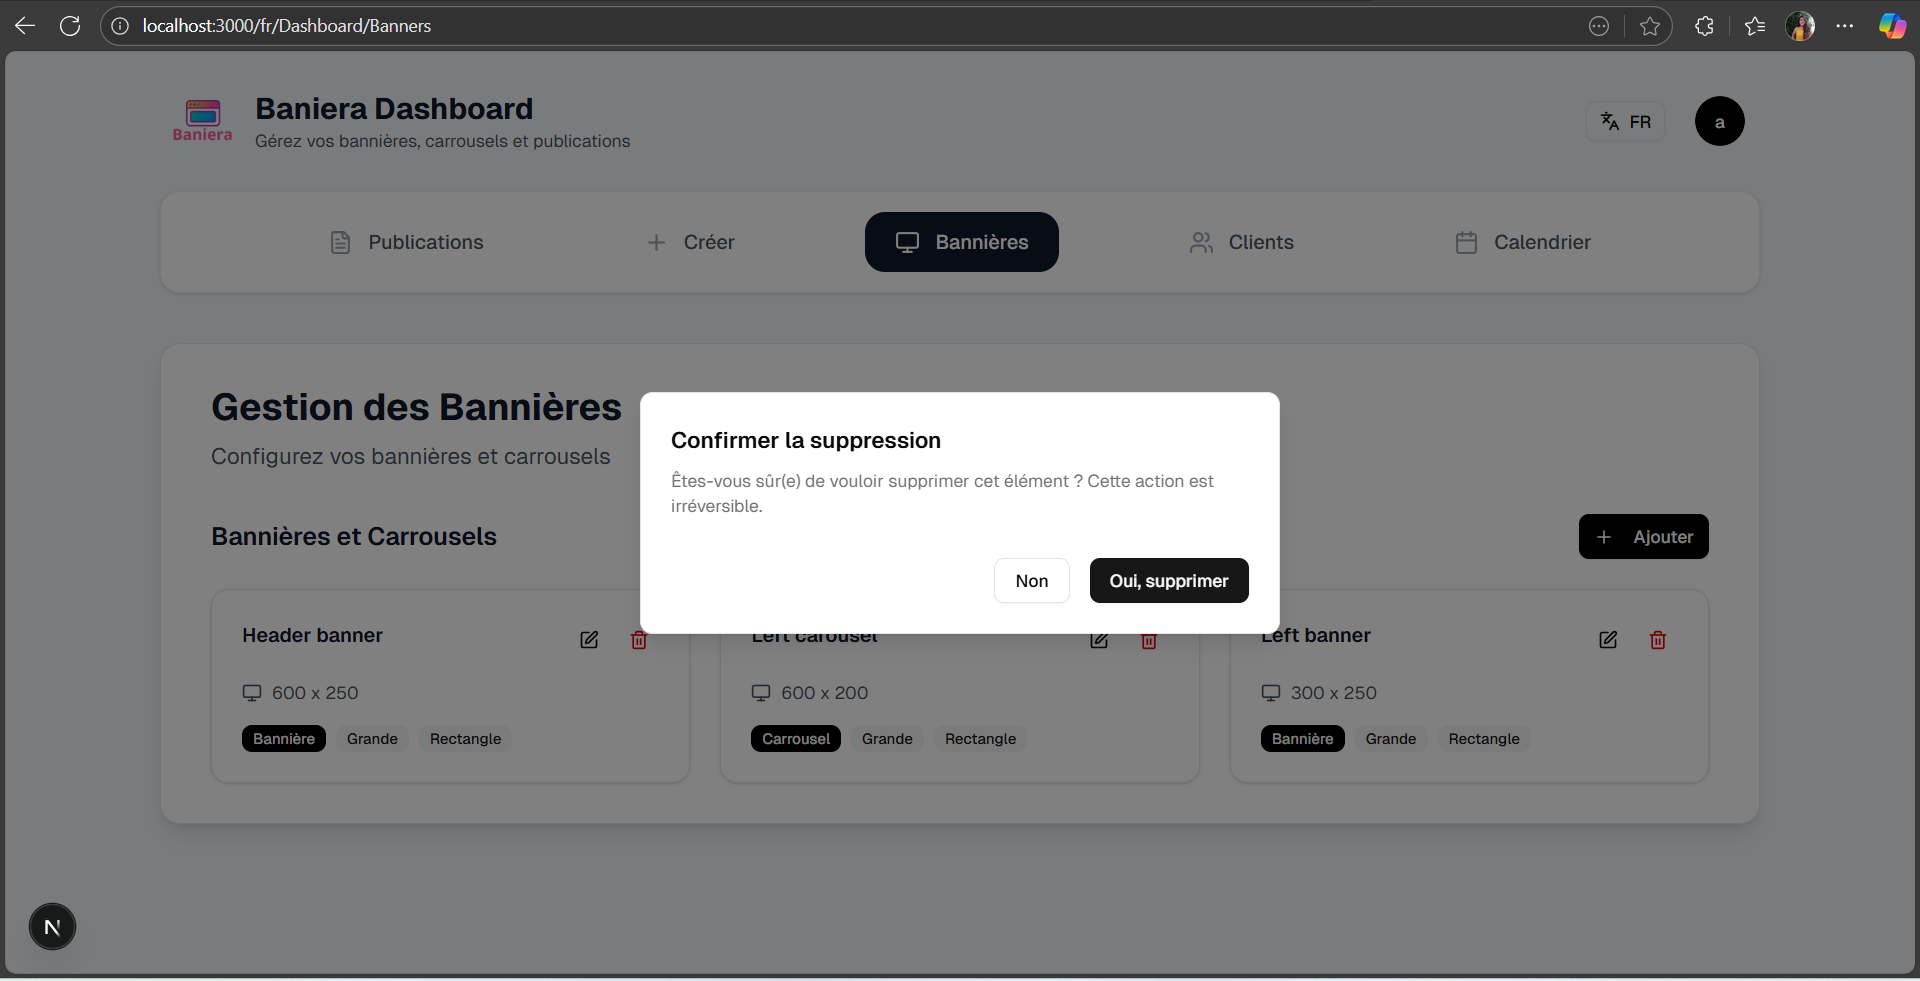 localhost:3000/fr/Dashboard/Banners
Baniera
Baniera Dashboard
Gérez vos bannières, carrousels et publications
FR
a
Publications
Créer
Bannières
Clients
Calendrier
Gestion des Bannières
Configurez vos bannières et carrousels
Confirmer la suppression
Êtes-vous sûr(e) de vouloir supprimer cet élément ? Cette action est
irréversible.
Non
Oui, supprimer
Bannières et Carrousels
Ajouter
Header banner
600 x 250
Bannière
Grande
Rectangle
Left carousel
600 x 200
Carrousel
Grande
Rectangle
Left banner
300 x 250
Bannière
Grande
Rectangle
N